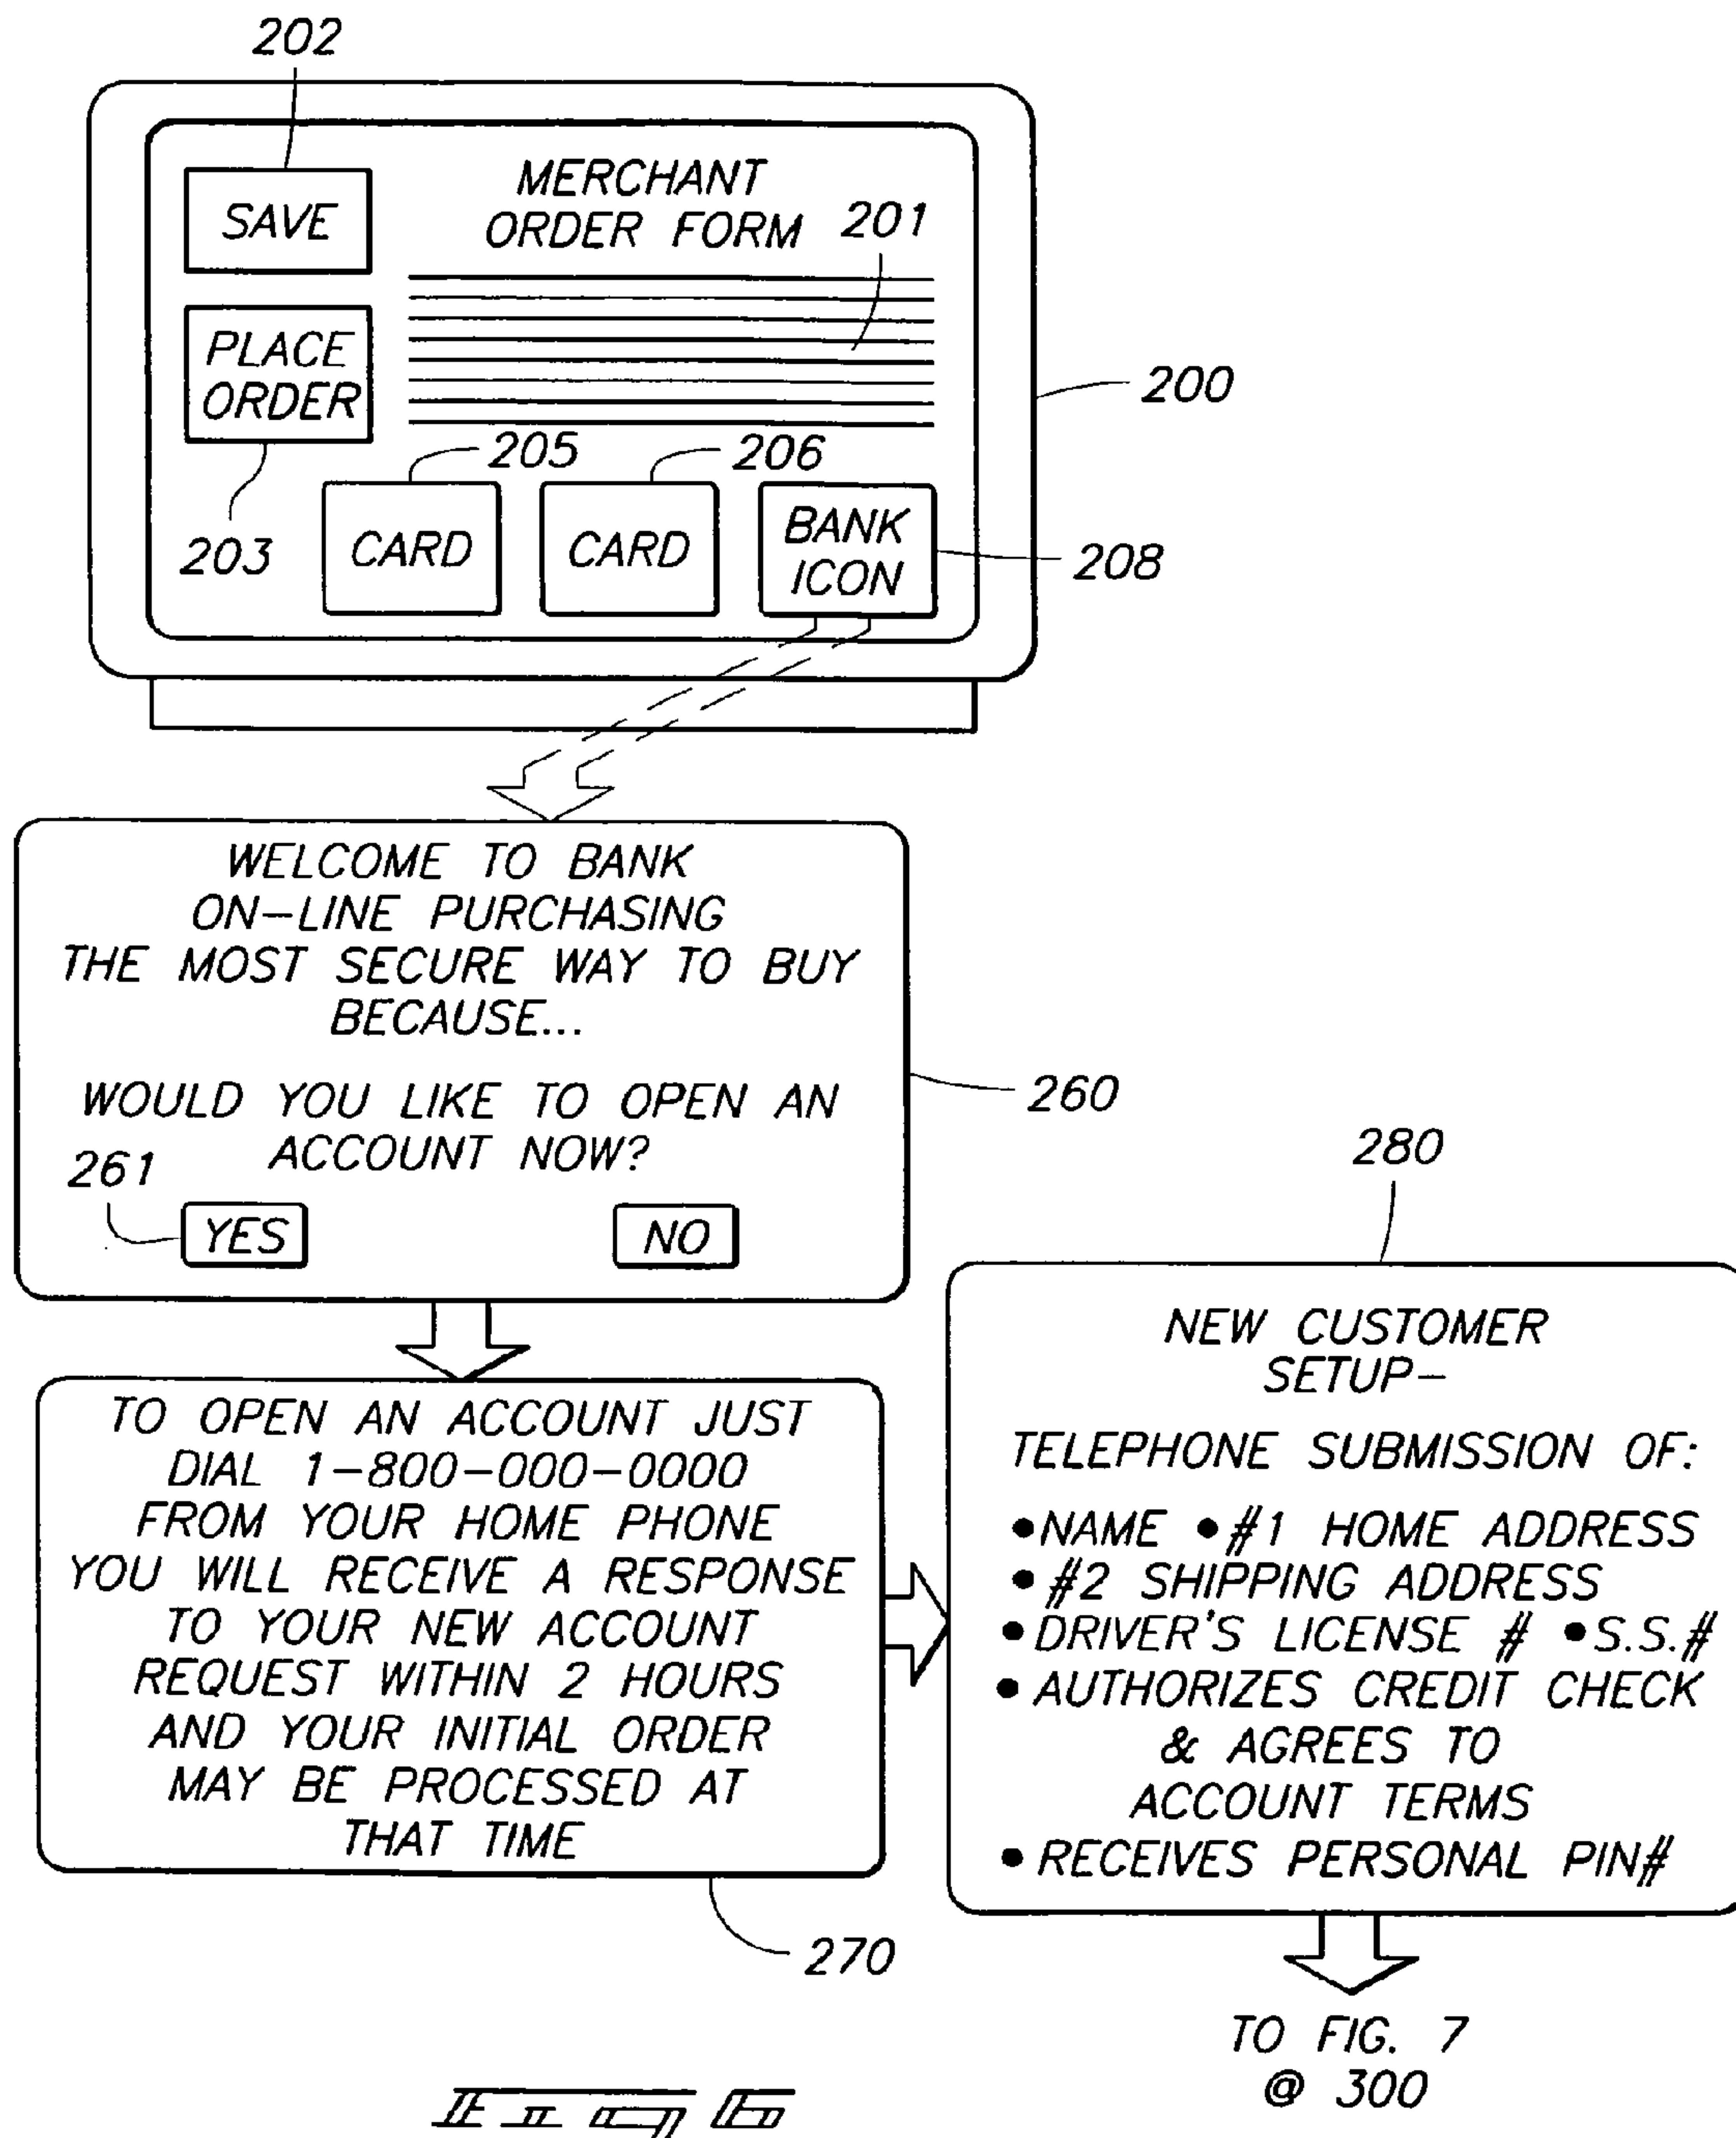 202
SAVE
MERCHANT
ORDER FORM
201
PLACE
ORDER
200
205
206
203
CARD
CARD
BANK
ICON
208
WELCOME TO BANK
ON-LINE PURCHASING
THE MOST SECURE WAY TO BUY
BECAUSE...
WOULD YOU LIKE TO OPEN AN
ACCOUNT NOW?
260
261
YES
NO
TO OPEN AN ACCOUNT JUST
DIAL 1-800-000-0000
FROM YOUR HOME PHONE
YOU WILL RECEIVE A RESPONSE
TO YOUR NEW ACCOUNT
REQUEST WITHIN 2 HOURS
AND YOUR INITIAL ORDER
MAY BE PROCESSED AT
THAT TIME
270
280
NEW CUSTOMER
SETUP-
TELEPHONE SUBMISSION OF:
•NAME •#1 HOME ADDRESS
• #2 SHIPPING ADDRESS
•DRIVER'S LICENSE # •S.S.#
• AUTHORIZES CREDIT CHECK
& AGREES TO
ACCOUNT TERMS
• RECEIVES PERSONAL PIN#
TO FIG. 7
@ 300
Fig 6